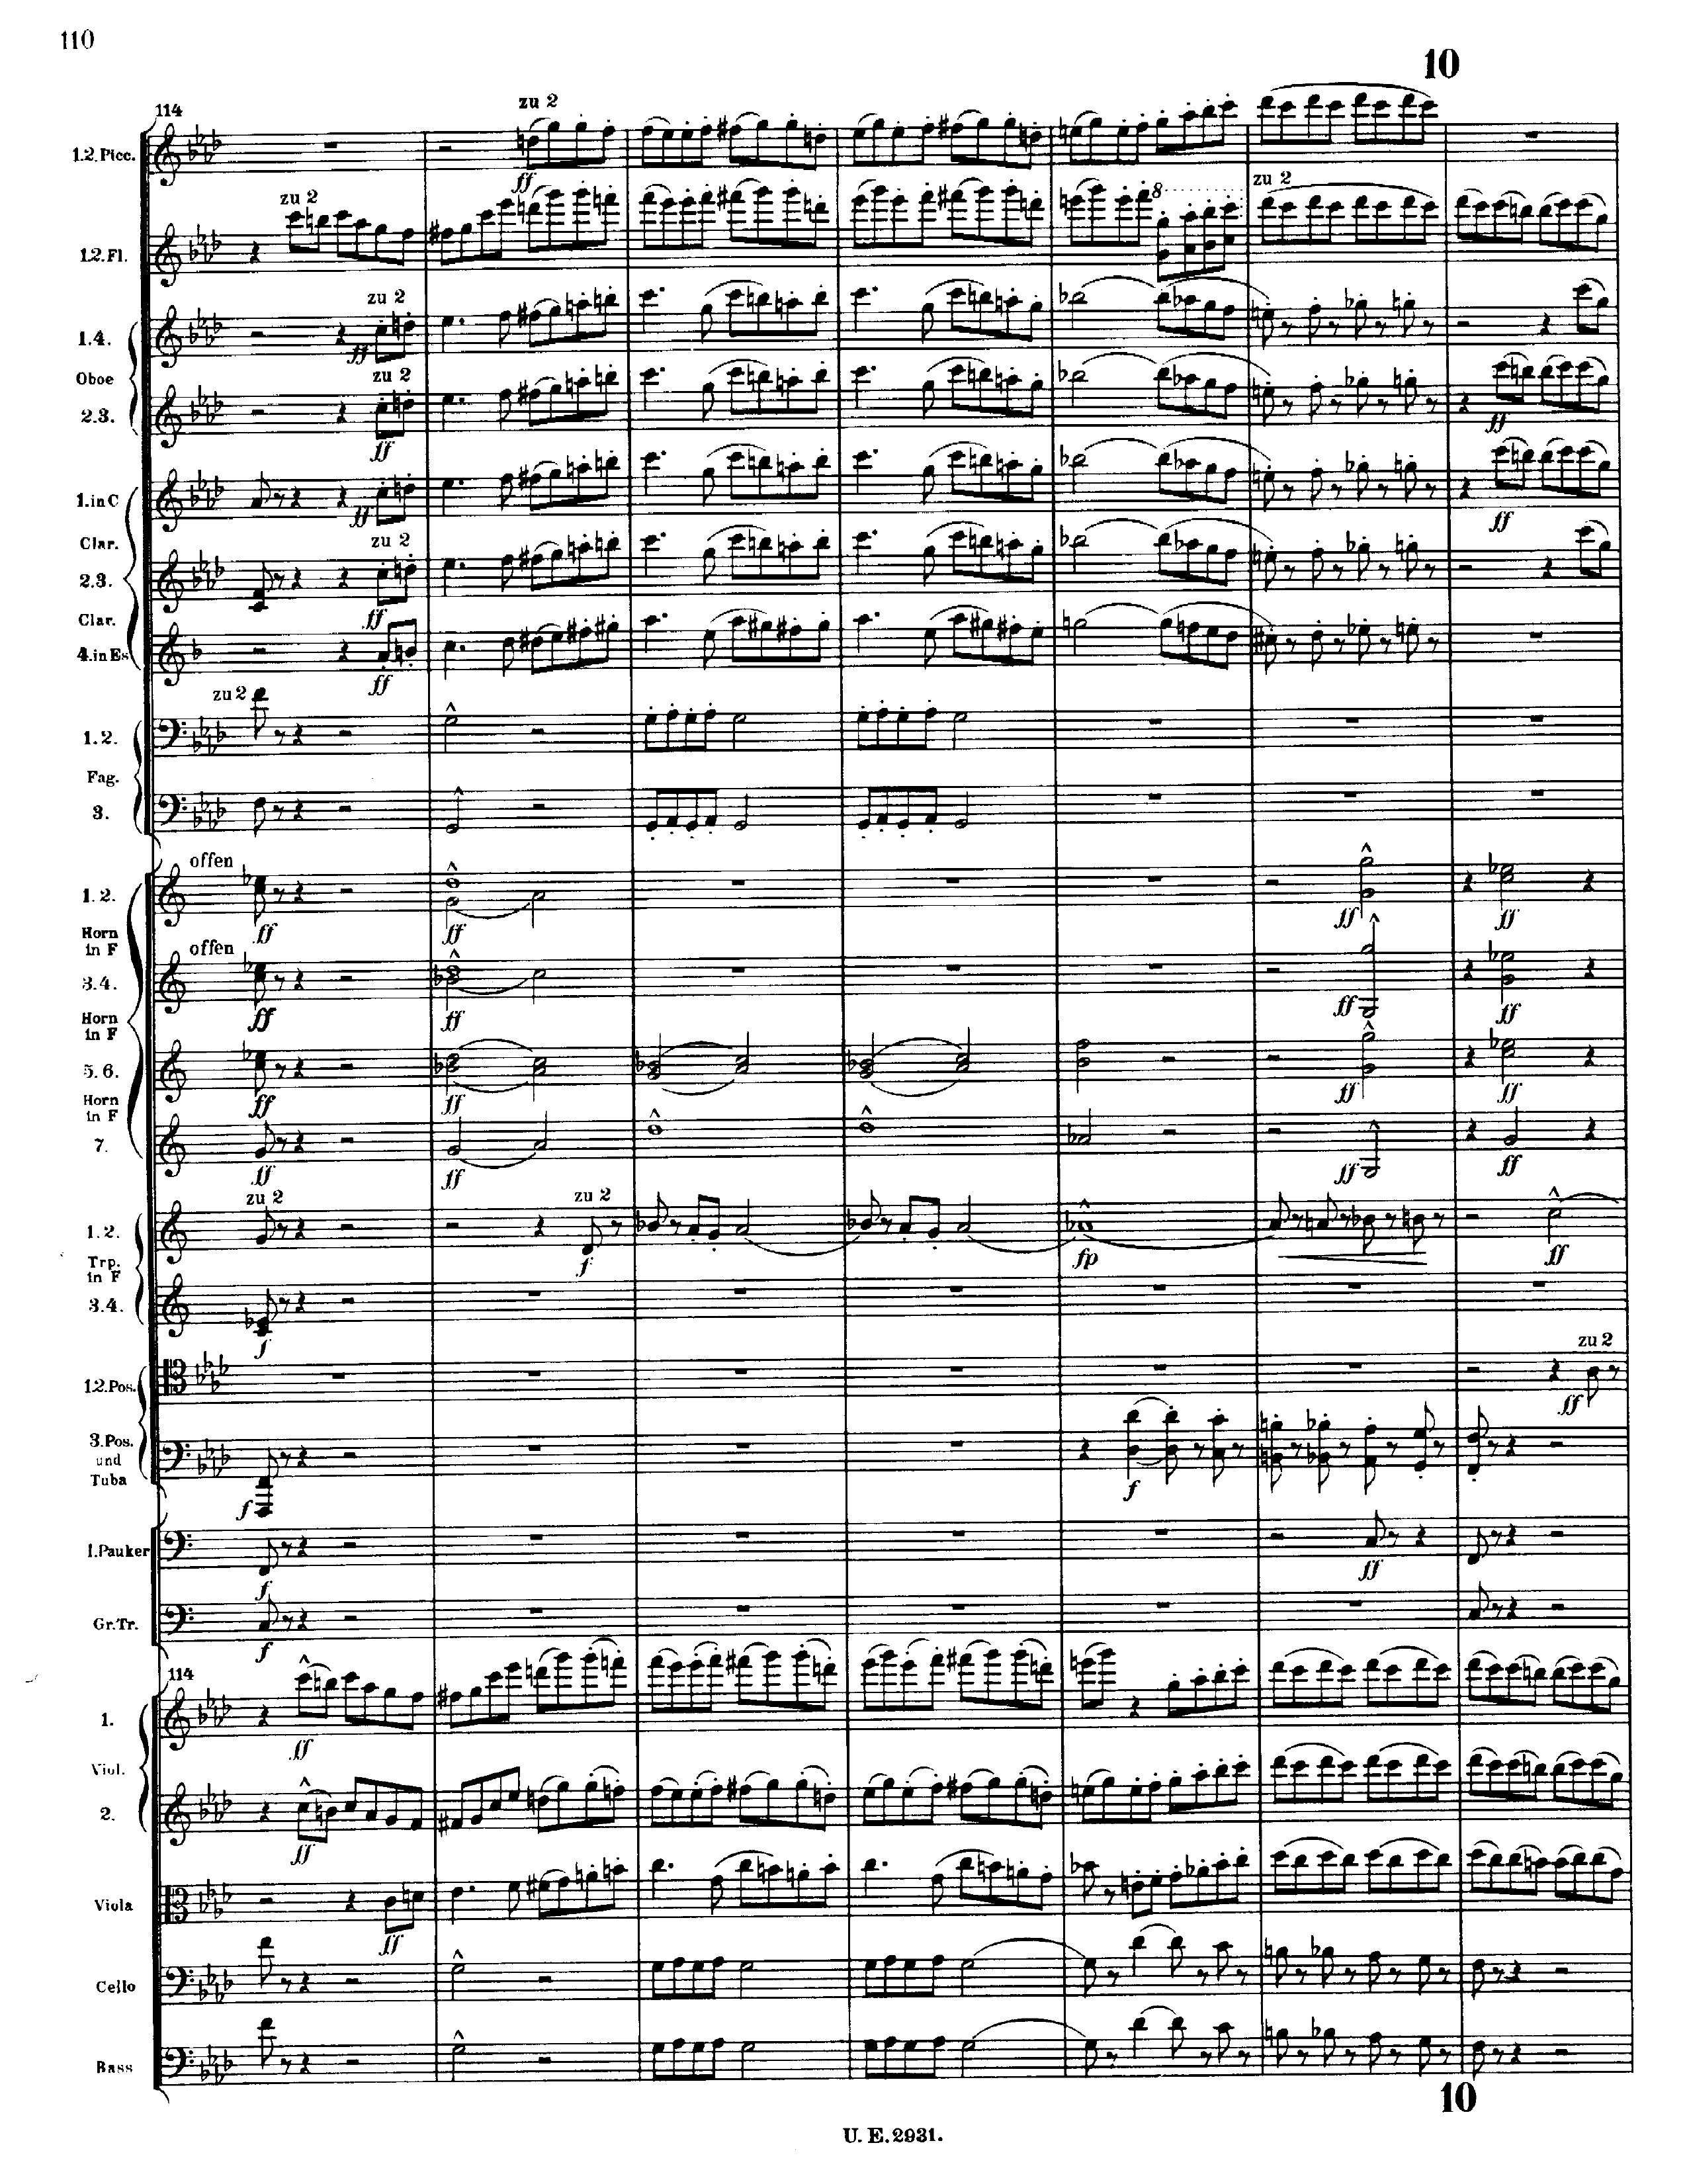 110
10
114
zu 2
1.2. Picc.
ff
zu 2
zu 2
1.2. Fl.
8
zu 2
1.4.
ff
Oboe
zu 2
2.3.
ff
ff
1. in C
ff
ff
Clar.
zu 2
2.3.
ff
Clar.
4. in Es
ff
zu 2
1.2.
Fag.
3.
offen
1.2.
ff
ff
ff
ff
Horn
in F
offen
3.4.
ff
ff
ff
ff
Horn
in F
5.6.
ff
ff
ff
ff
Horn
in F
7.
ff
ff
ff
ff
zu 2
zu 2
1.2.
f
fp
ff
Trp.
in F
3.4.
f
zu 2
1.2. Pos.
ff
3. Pos.
und
Tuba
f
f
1. Pauker
f
ff
Gr. Tr.
f
114
1.
ff
Viol.
2.
ff
Viola
ff
Cello
Bass
10
U. E. 2931.